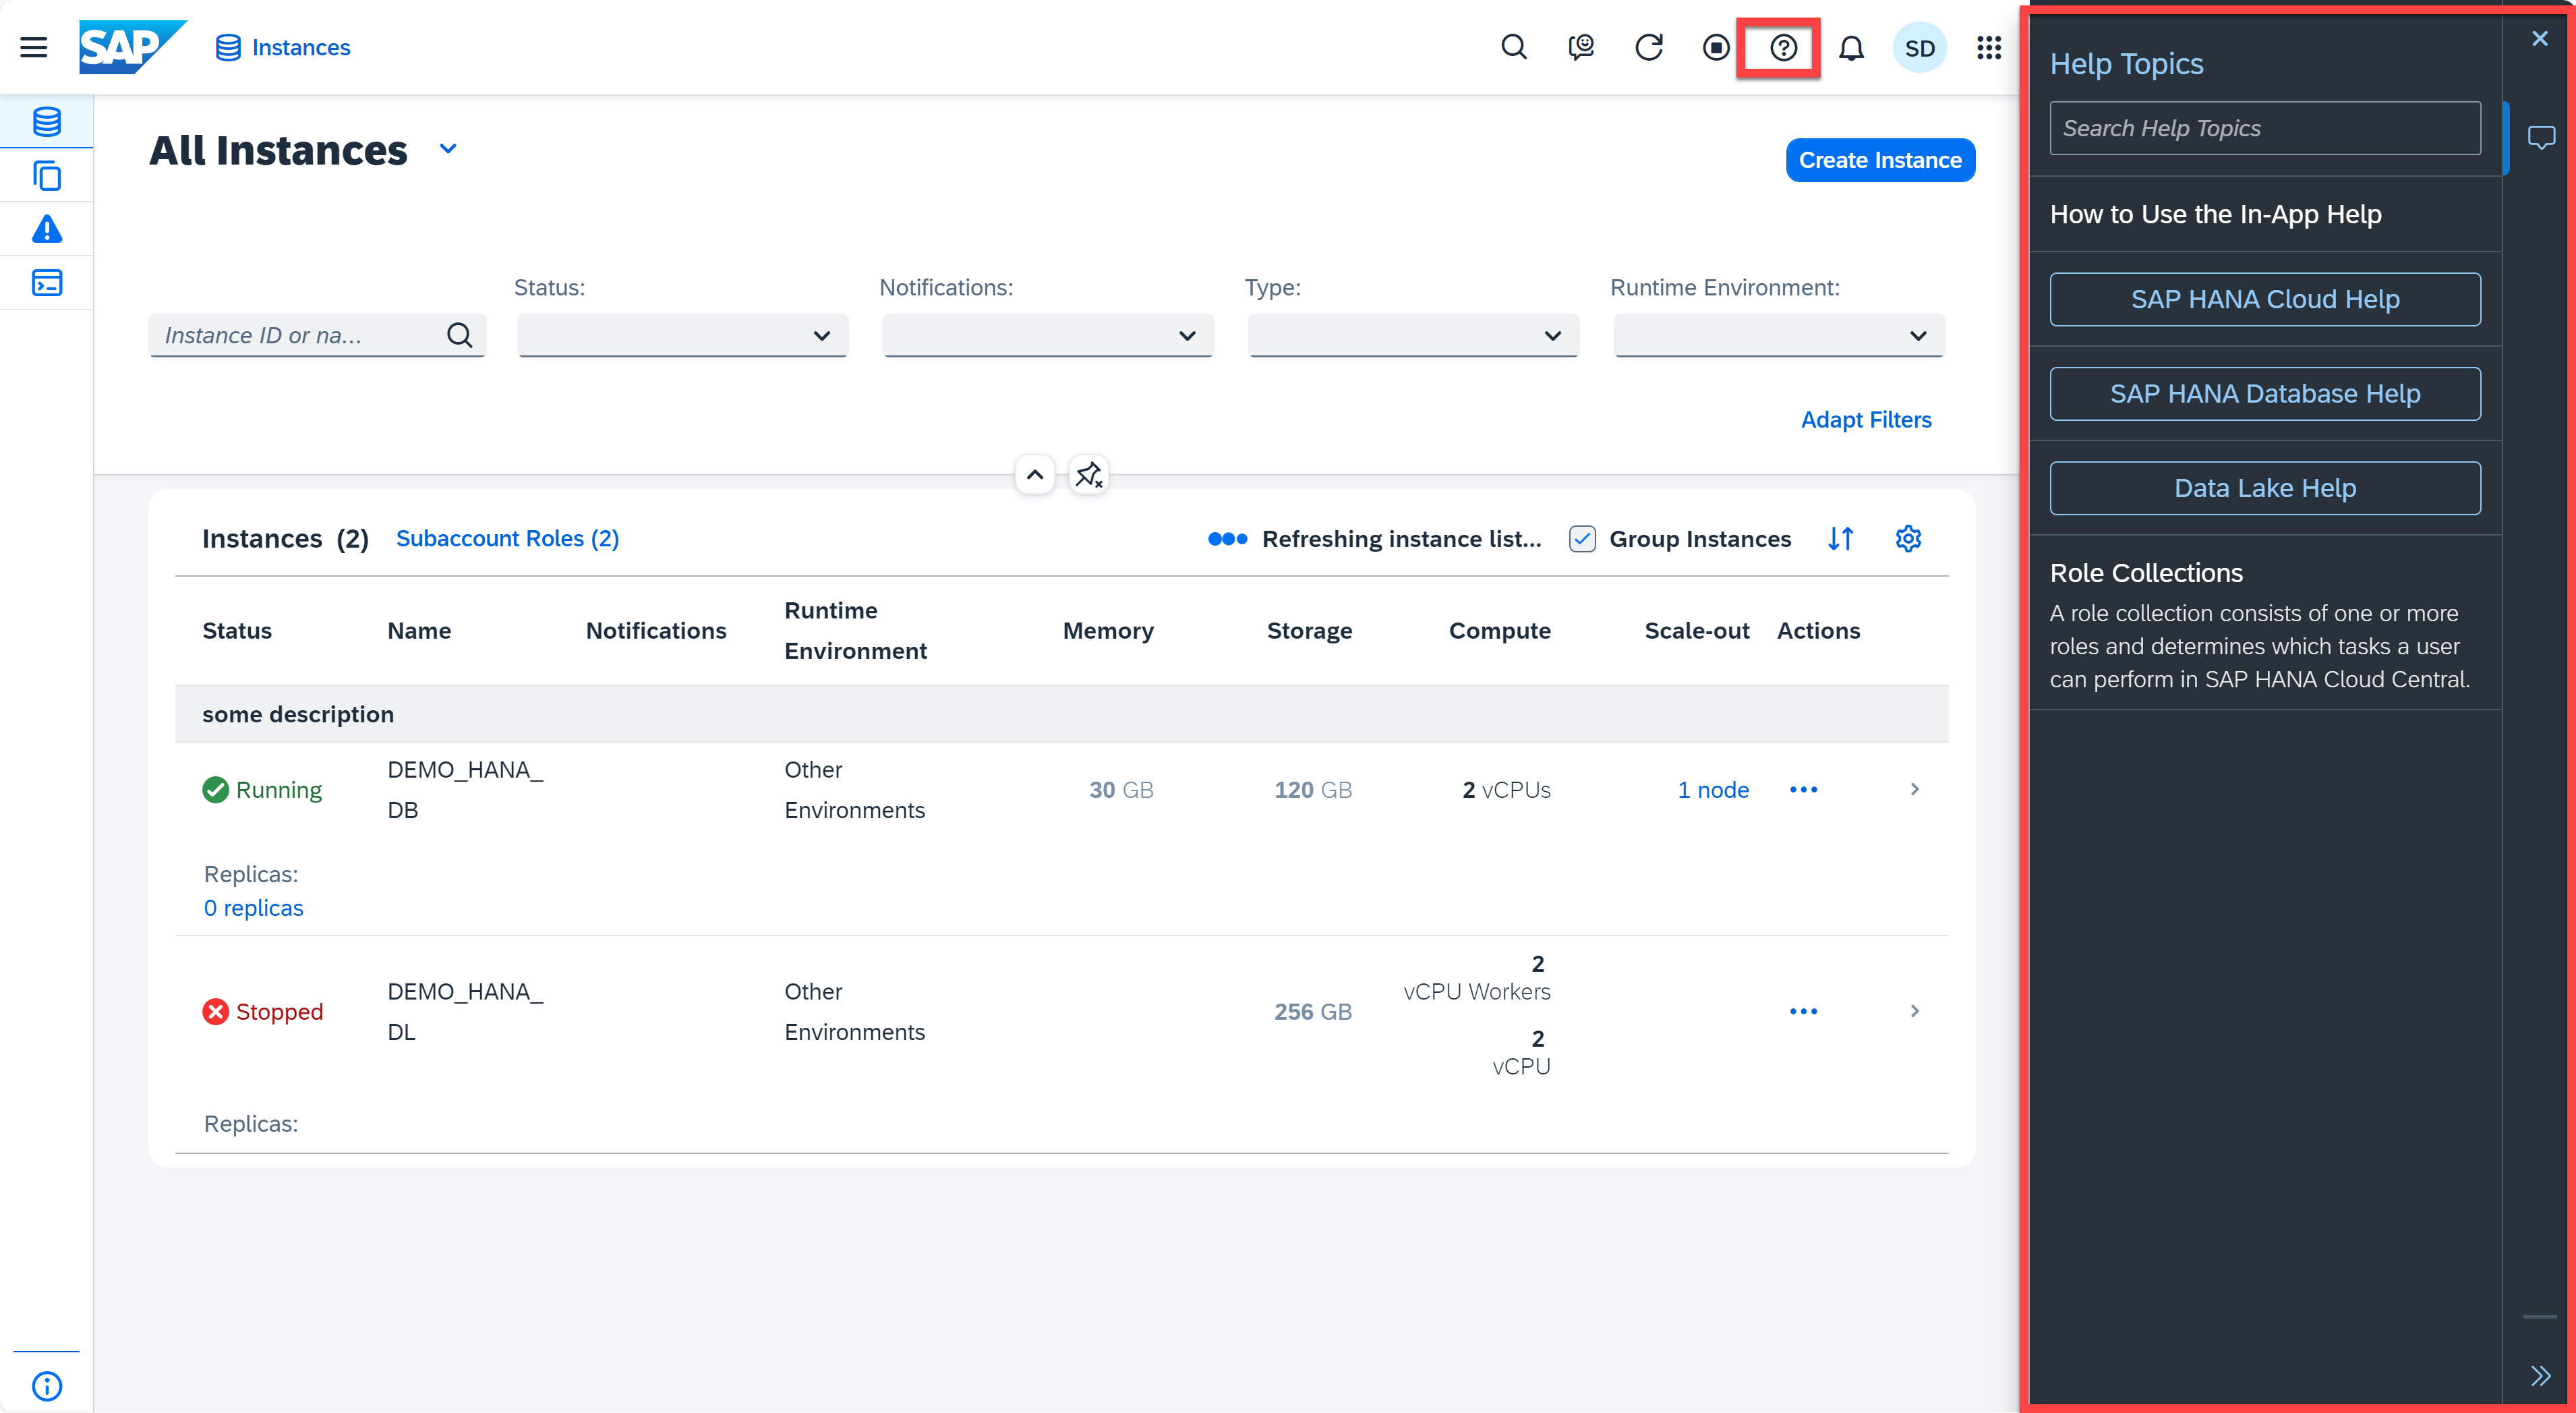 SAP
Instances
SD
All Instances
Create Instance
Status:
Notifications:
Type:
Runtime Environment:
Instance ID or na...
Adapt Filters
Instances (2)
Subaccount Roles (2)
Refreshing instance list...
Group Instances
Status
Name
Notifications
Runtime
Environment
Memory
Storage
Compute
Scale-out
Actions
some description
Running
DEMO_HANA_
DB
Other
Environments
30 GB
120 GB
2 vCPUs
1 node
Replicas:
0 replicas
Stopped
DEMO_HANA_
DL
Other
Environments
256 GB
2
vCPU Workers
2
vCPU
Replicas:
Help Topics
Search Help Topics
How to Use the In-App Help
SAP HANA Cloud Help
SAP HANA Database Help
Data Lake Help
Role Collections
A role collection consists of one or more
roles and determines which tasks a user
can perform in SAP HANA Cloud Central.